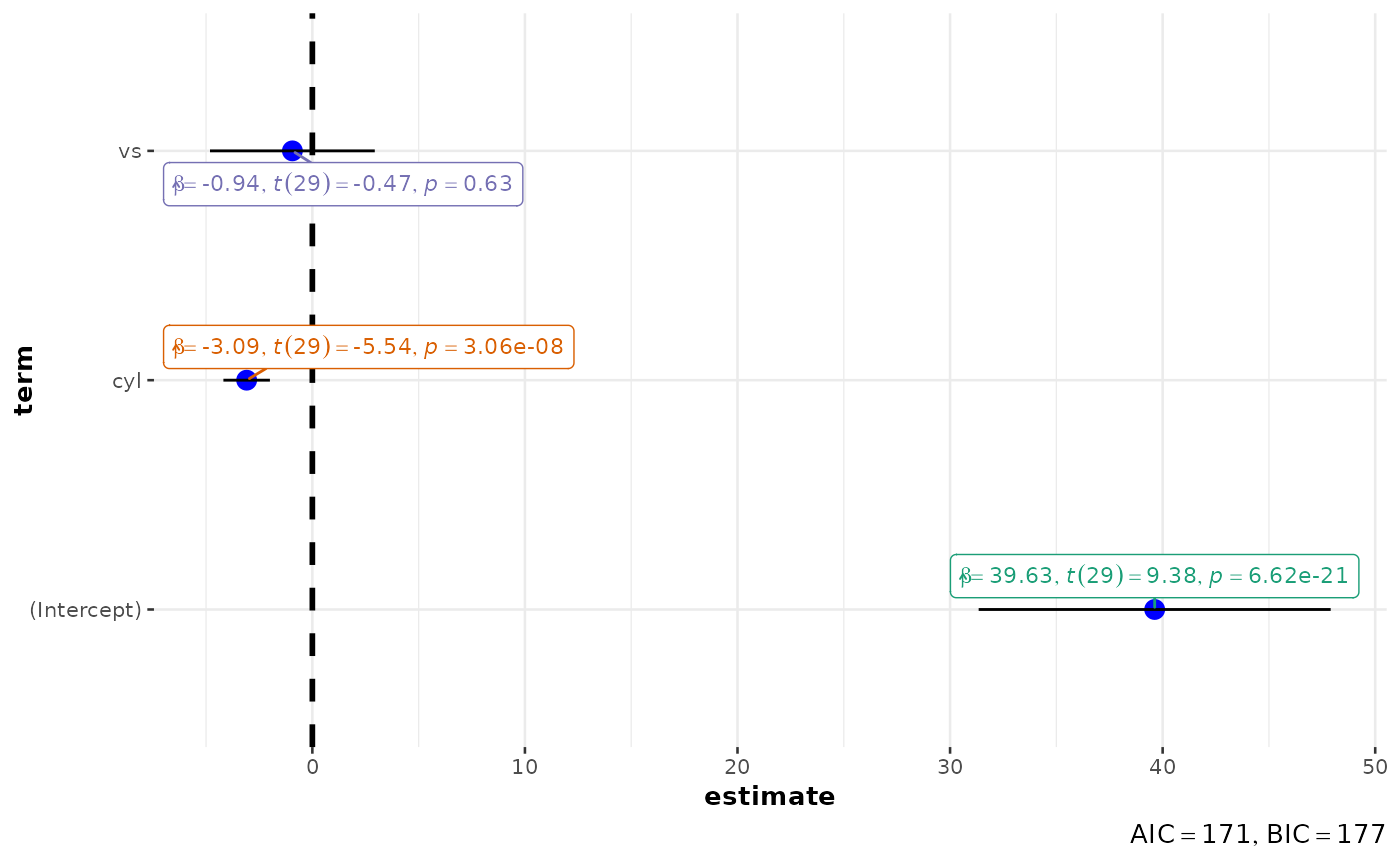 vs
β̂ = -0.94, t(29) = -0.47, p = 0.63
β̂ = -3.09, t(29) = -5.54, p = 3.06e-08
cyl
term
β̂ = 39.63, t(29) = 9.38, p = 6.62e-21
(Intercept)
0 10 20 30 40 50
estimate
AIC = 171, BIC = 177